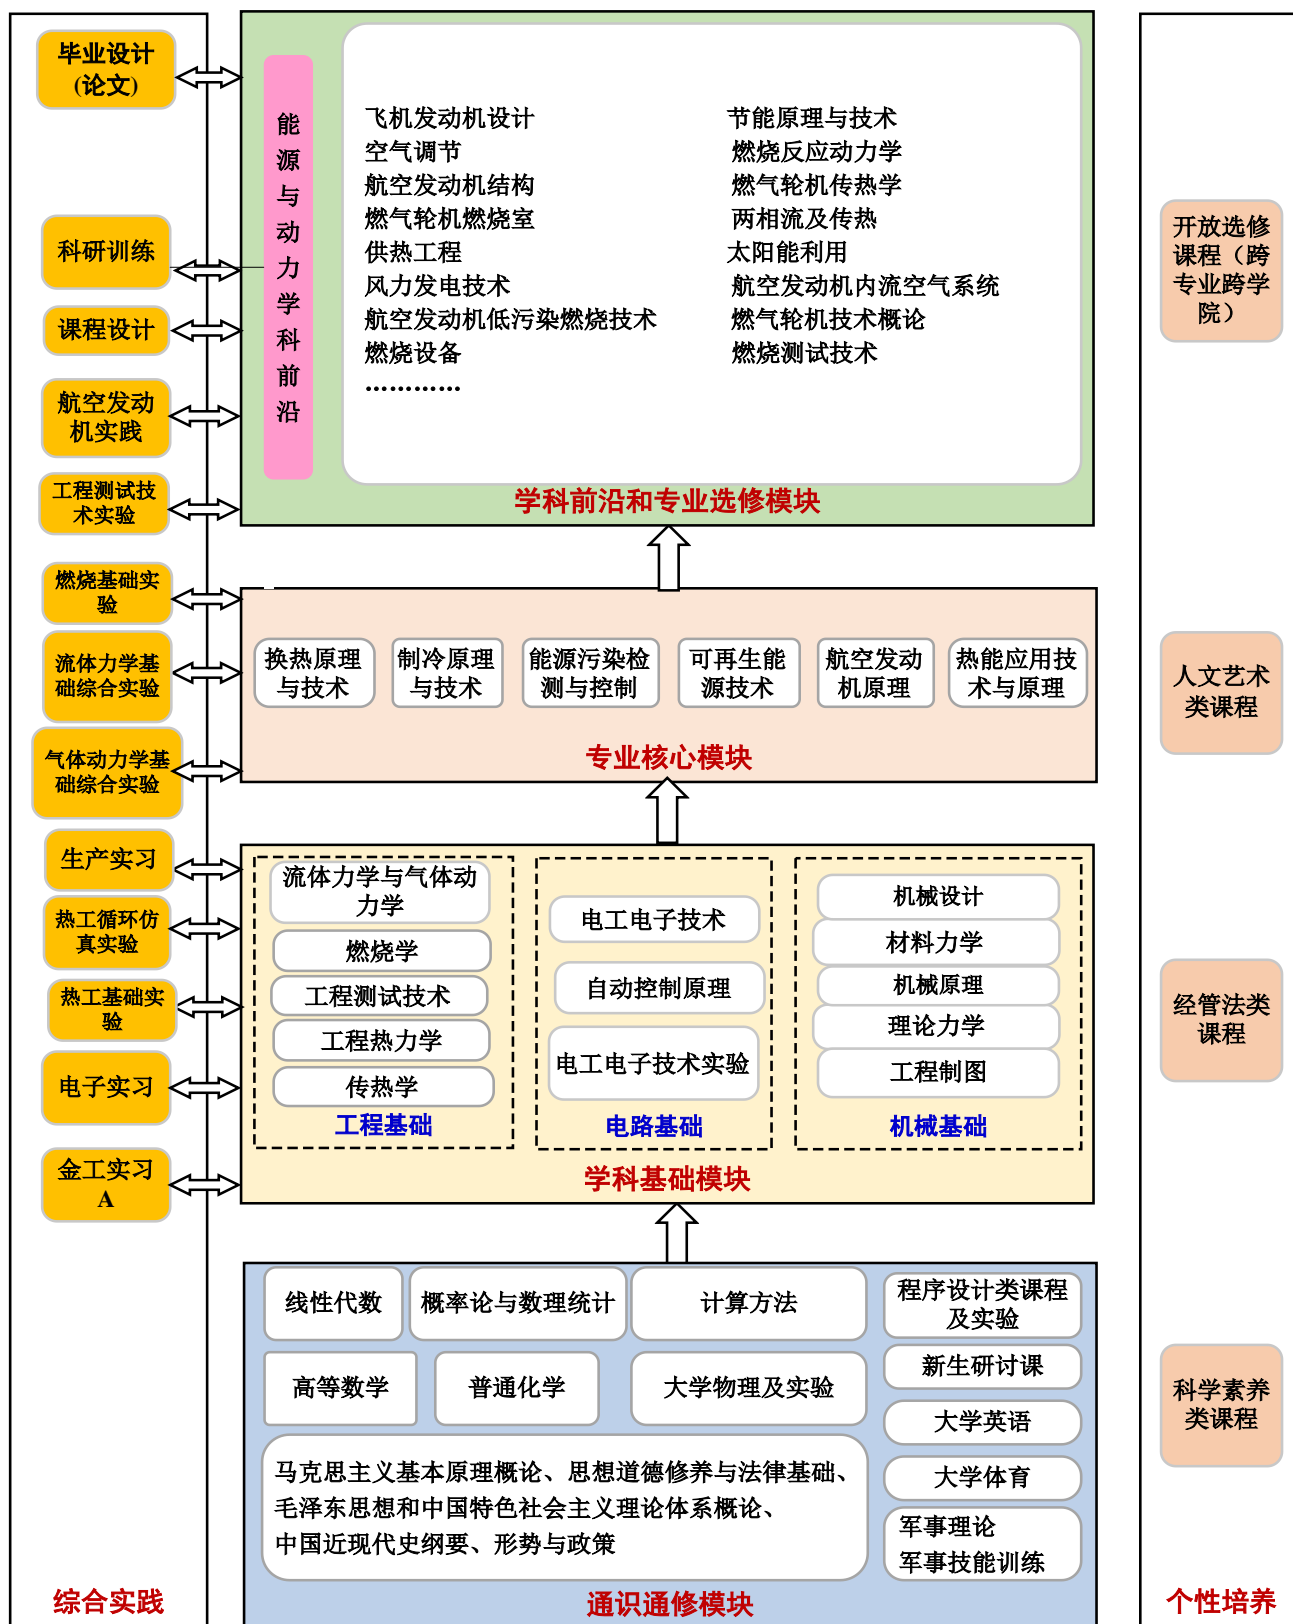 毕业设计
(论文)
科研训练
课程设计
航空发动
机实践
工程测试技
术实验
燃烧基础实
验
流体力学基
础综合实验
气体动力学基
础综合实验
生产实习
热工循环仿
真实验
热工基础实
验
电子实习
金工实习
A
综合实践
能源与动力学科前沿
飞机发动机设计
空气调节
航空发动机结构
燃气轮机燃烧室
供热工程
风力发电技术
航空发动机低污染燃烧技术
燃烧设备
…………
节能原理与技术
燃烧反应动力学
燃气轮机传热学
两相流及传热
太阳能利用
航空发动机内流空气系统
燃气轮机技术概论
燃烧测试技术
学科前沿和专业选修模块
换热原理
与技术
制冷原理
与技术
能源污染检
测与控制
可再生能
源技术
航空发动
机原理
热能应用技
术与原理
专业核心模块
流体力学与气体动
力学
燃烧学
工程测试技术
工程热力学
传热学
工程基础
电工电子技术
自动控制原理
电工电子技术实验
电路基础
机械设计
材料力学
机械原理
理论力学
工程制图
机械基础
学科基础模块
线性代数
概率论与数理统计
计算方法
高等数学
普通化学
大学物理及实验
马克思主义基本原理概论、思想道德修养与法律基础、
毛泽东思想和中国特色社会主义理论体系概论、
中国近现代史纲要、形势与政策
程序设计类课程
及实验
新生研讨课
大学英语
大学体育
军事理论
军事技能训练
通识通修模块
开放选修
课程（跨
专业跨学
院）
人文艺术
类课程
经管法类
课程
科学素养
类课程
个性培养